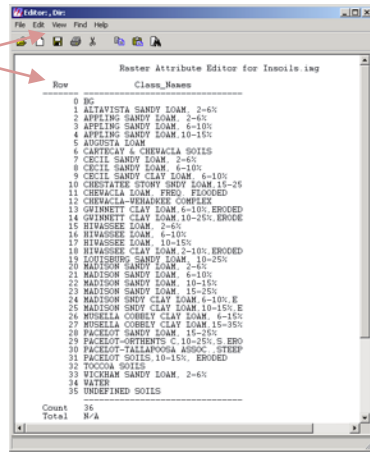 Editor:, Dir:
File Edit View Find Help
Raster Attribute Editor for Insoils.img
Row Class_Names
0 BG
1 ALTAVISTA SANDY LOAM, 2-6%
2 APPLING SANDY LOAM, 2-6%
3 APPLING SANDY LOAM, 6-10%
4 APPLING SANDY LOAM,10-15%
5 AUGUSTA LOAM
6 CARTECAY & CHEWACLA SOILS
7 CECIL SANDY LOAM, 2-6%
8 CECIL SANDY LOAM, 6-10%
9 CECIL SANDY CLAY LOAM, 6-10%
10 CHESTATEE STONY SNDY LOAM,15-25
11 CHEWACLA LOAM, FREQ. FLOODED
12 CHEWACLA-WEHADKEE COMPLEX
13 GWINNETT CLAY LOAM,6-10%,ERODED
14 GWINNETT CLAY LOAM,10-25%,ERODE
15 HIWASSEE LOAM, 2-6%
16 HIWASSEE LOAM, 6-10%
17 HIWASSEE LOAM, 10-15%
18 HIWASSEE CLAY LOAM,2-10%,ERODED
19 LOUISBURG SANDY LOAM, 10-25%
20 MADISON SANDY LOAM, 2-6%
21 MADISON SANDY LOAM, 6-10%
22 MADISON SANDY LOAM, 10-15%
23 MADISON SANDY LOAM, 15-25%
24 MADISON SNDY CLAY LOAM,6-10%,E
25 MADISON SNDY CLAY LOAM,10-15%,E
26 MUSELLA COBBLY CLAY LOAM, 6-15%
27 MUSELLA COBBLY CLAY LOAM,15-35%
28 PACELOT SANDY LOAM, 15-25%
29 PACELOT-ORTHENTS C,10-25%,S.ERO
30 PACELOT-TALLAPOOSA ASSOC.,STEEP
31 PACELOT SOILS,10-15%, ERODED
32 TOCCOA SOILS
33 WICKHAM SANDY LOAM, 2-6%
34 WATER
35 UNDEFINED SOILS
Count 36
Total N/A